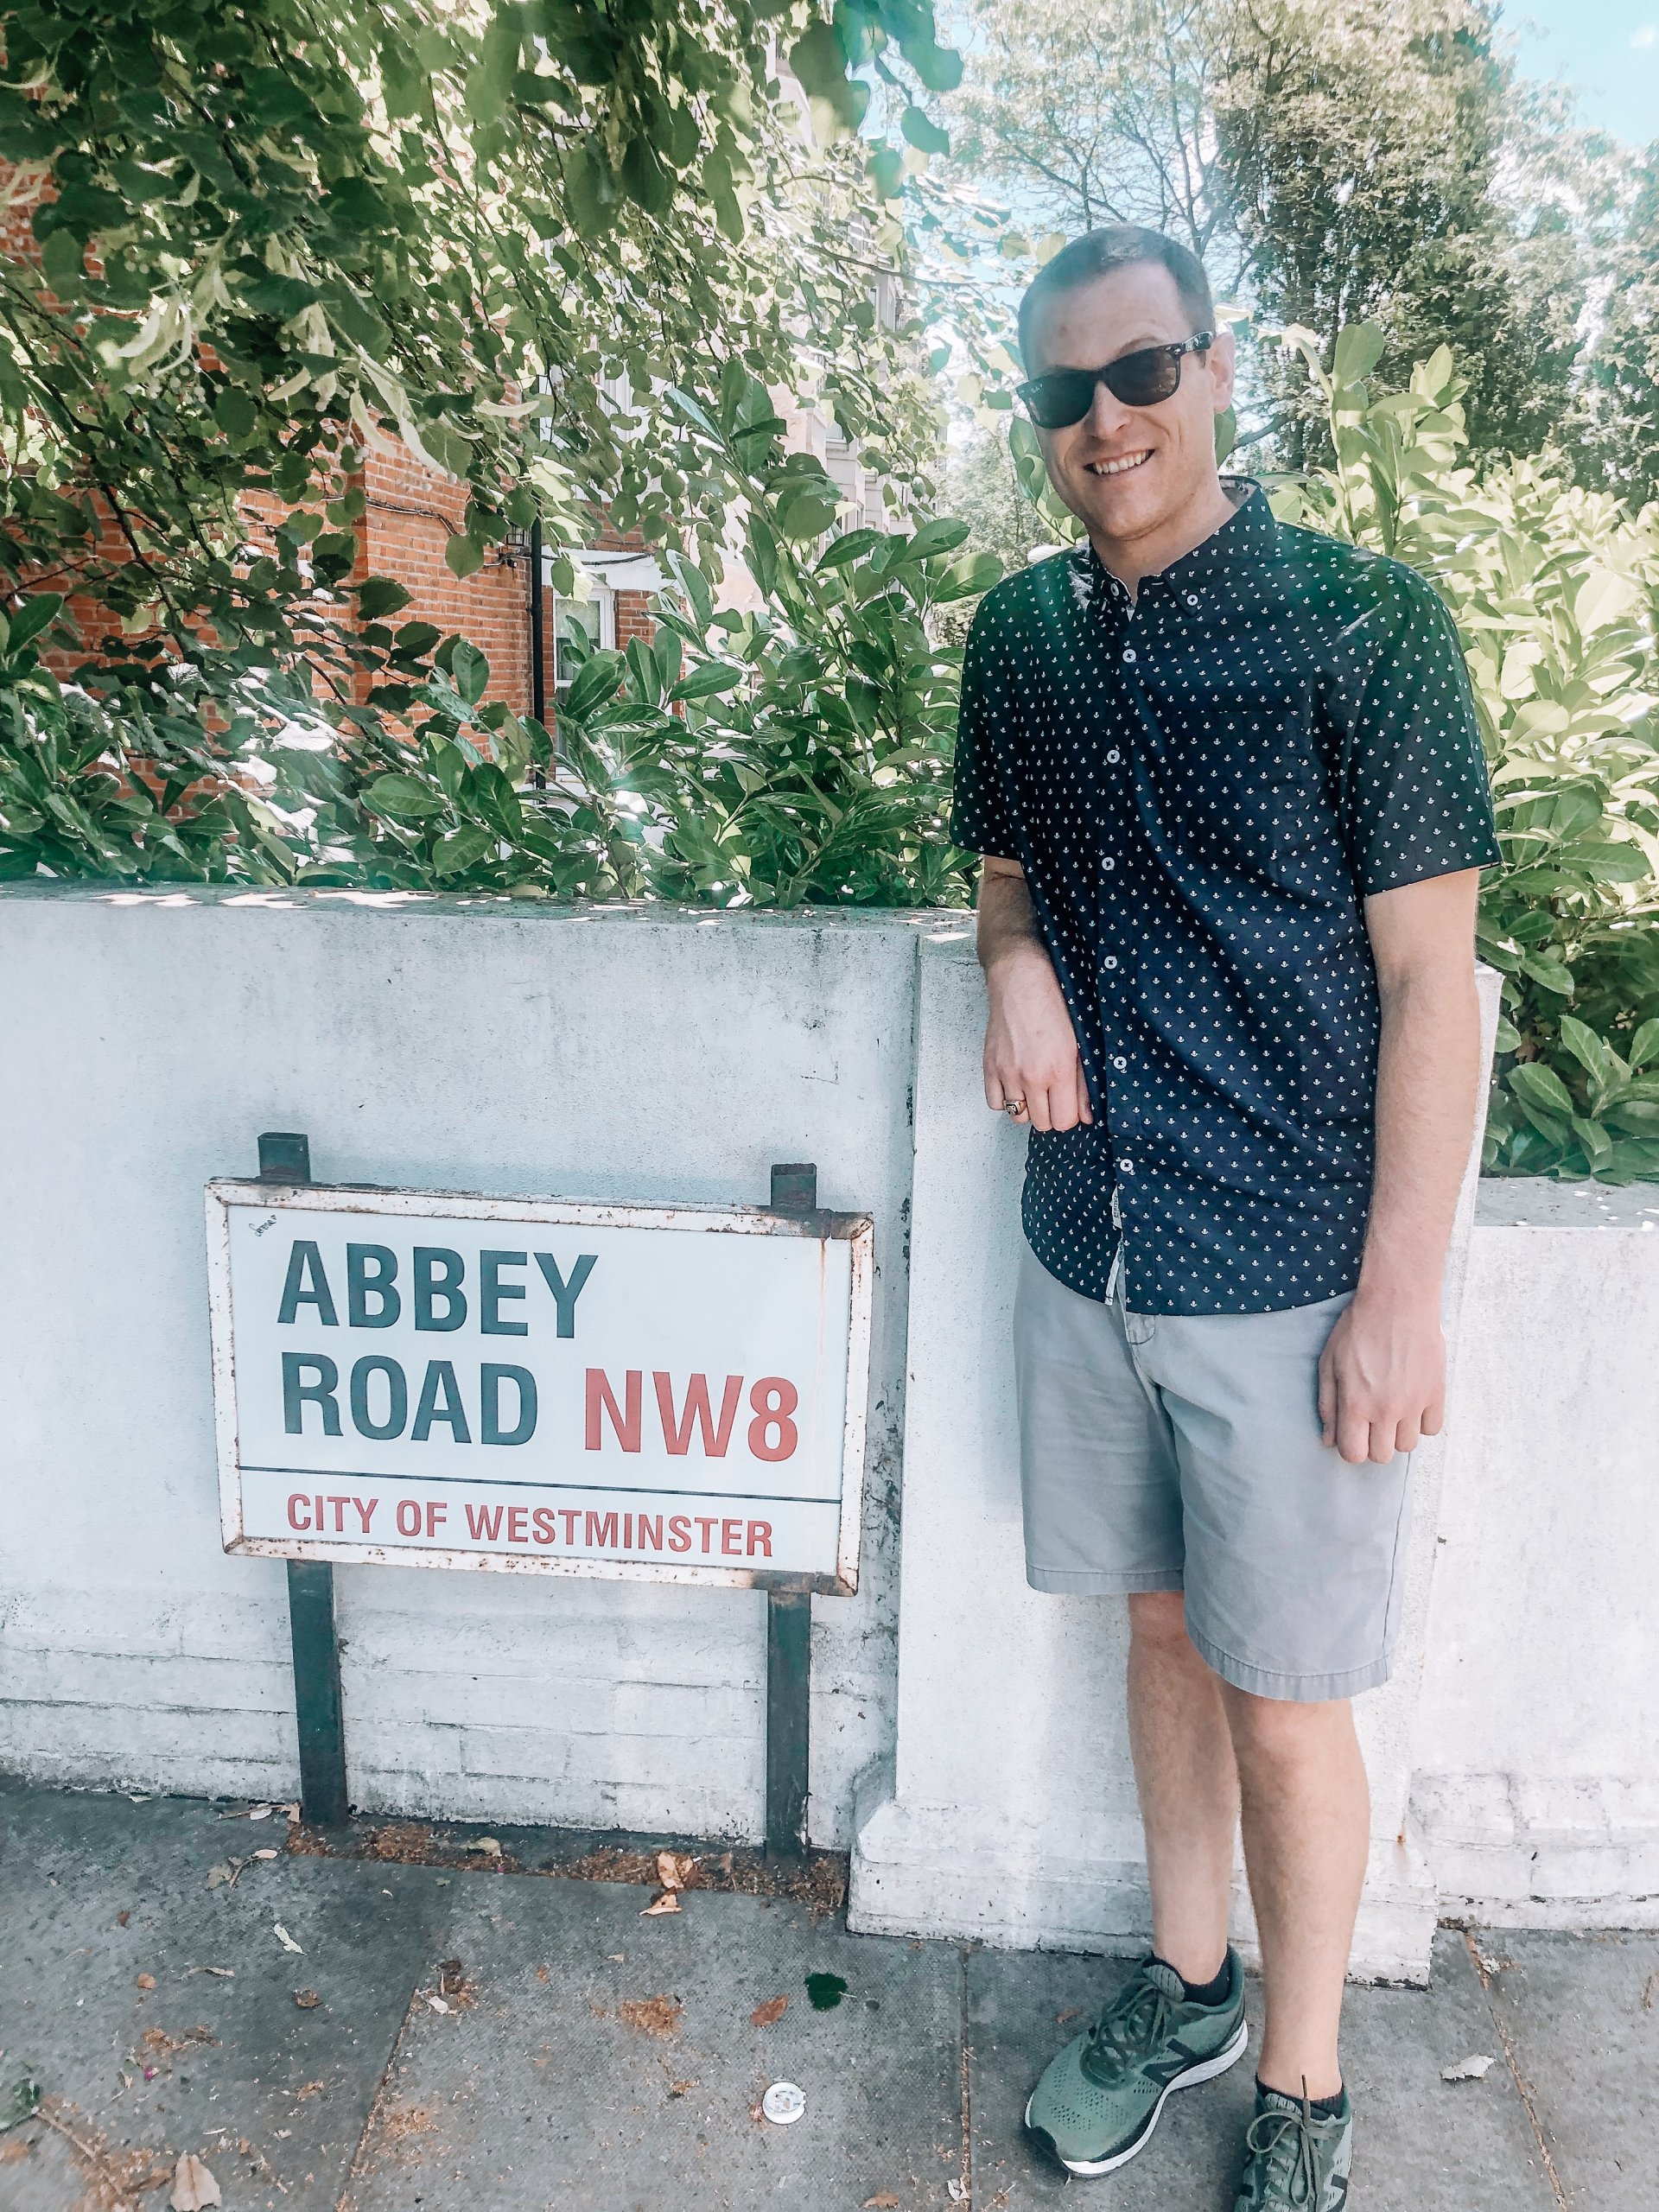 ABBEY
ROAD NW8
CITY OF WESTMINSTER